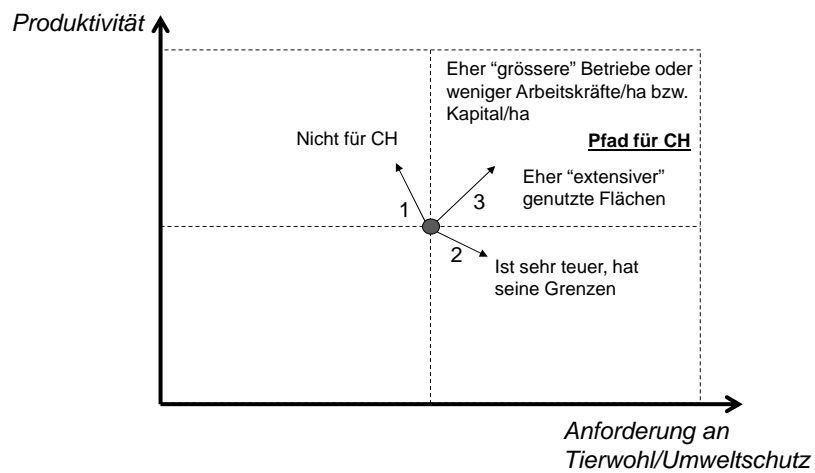 Produktivität
Eher “grössere” Betriebe oder
weniger Arbeitskräfte/ha bzw.
Kapital/ha
Nicht für CH
Pfad für CH
Eher “extensiver”
genutzte Flächen
1
3
2
Ist sehr teuer, hat
seine Grenzen
Anforderung an
Tierwohl/Umweltschutz